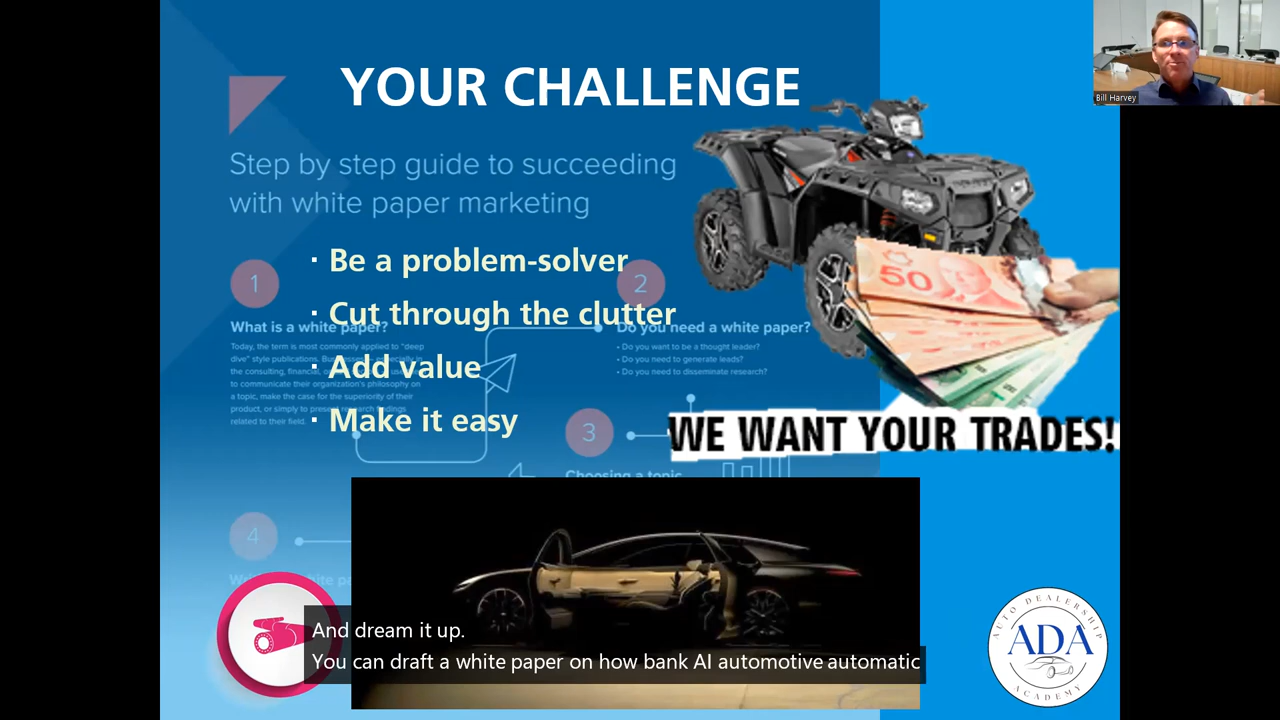 YOUR CHALLENGE
Bill Harvey
Step by step guide to succeeding
with white paper marketing
· Be a problem-solver
· Cut through the clutter
· Add value
· Make it easy
1
What is a white paper?
Today, the term is most commonly applied to "deep
dive" style publications.
the consulting, financial,
to communicate their organization's philosophy on
a topic, make the case for the superiority of their
product, or simply to present research findings
related to their field.
2
Do you need a white paper?
• Do you want to be a thought leader?
• Do you need to generate leads?
• Do you need to disseminate research?
3
Choosing a topic
4
50
WE WANT YOUR TRADES!
And dream it up.
You can draft a white paper on how bank AI automotive automatic
AUTO DEALERSHIP
ADA
ACADEMY